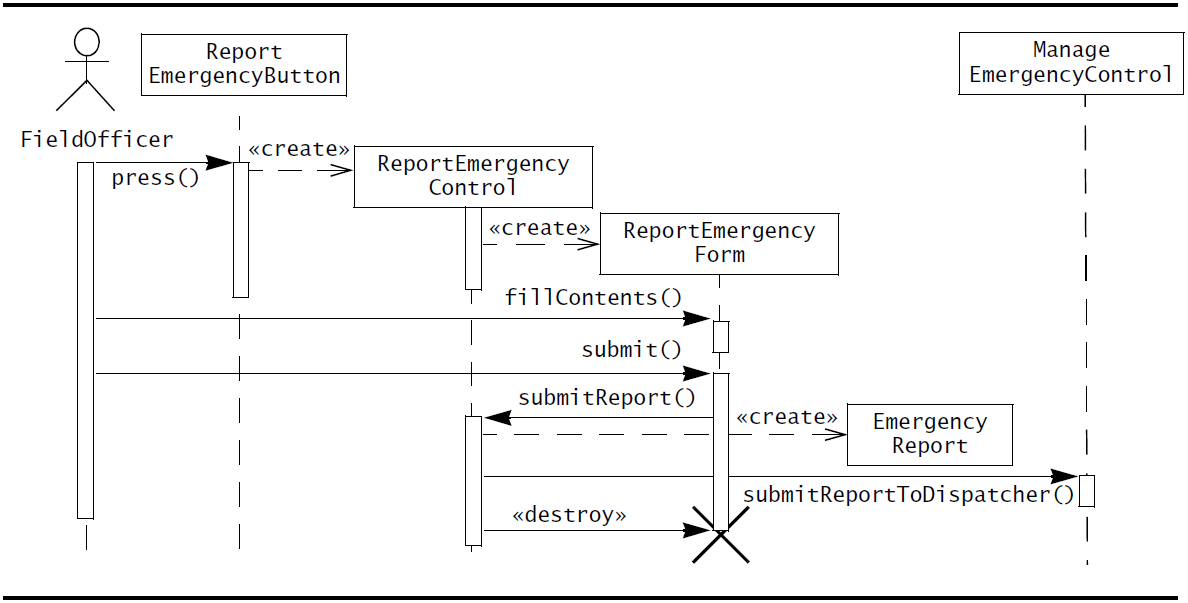 Report
EmergencyButton
Manage
EmergencyControl
FieldOfficer
«create»
press()
ReportEmergency
Control
«create»
ReportEmergency
Form
fillContents()
submit()
submitReport()
«create»
Emergency
Report
submitReportToDispatcher()
«destroy»